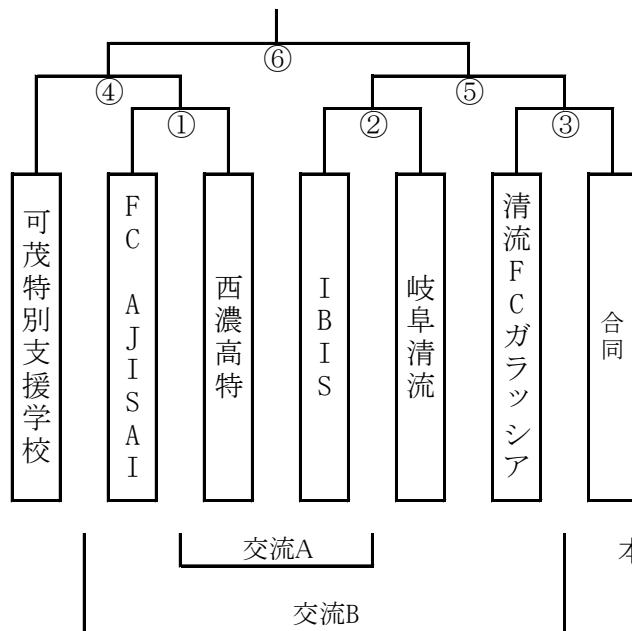 ⑥
④
⑤
①
②
③
可茂特別支援学校
FC AJISAI
西濃高特
IBIS
岐阜清流
清流FCガラッシア
合同
交流A
本
交流B